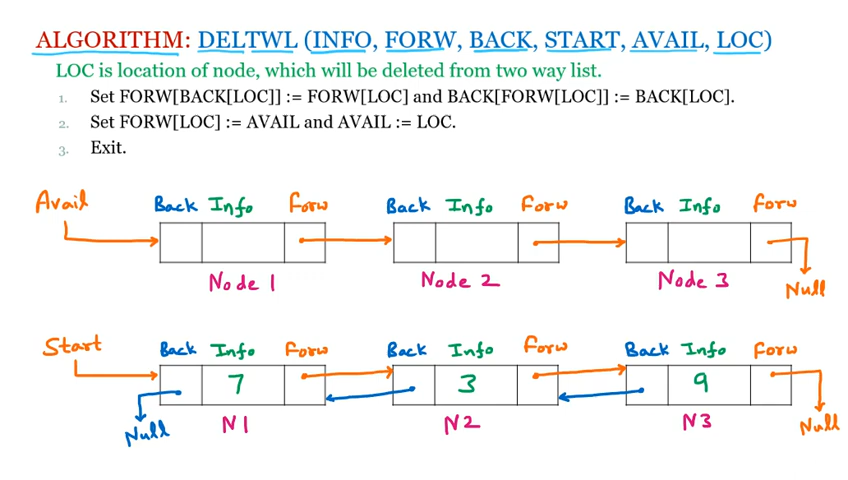 ALGORITHM: DELTWL (INFO, FORW, BACK, START, AVAIL, LOC)
LOC is location of node, which will be deleted from two way list.
1. Set FORW[BACK[LOC]] := FORW[LOC] and BACK[FORW[LOC]] := BACK[LOC].
2. Set FORW[LOC] := AVAIL and AVAIL := LOC.
3. Exit.
Avail Back Info Forw Back Info Forw Back Info Forw
Node 1 Node 2 Node 3 Null
Start Back Info Forw Back Info Forw Back Info Forw
7 3 9
Null N1 N2 N3 Null